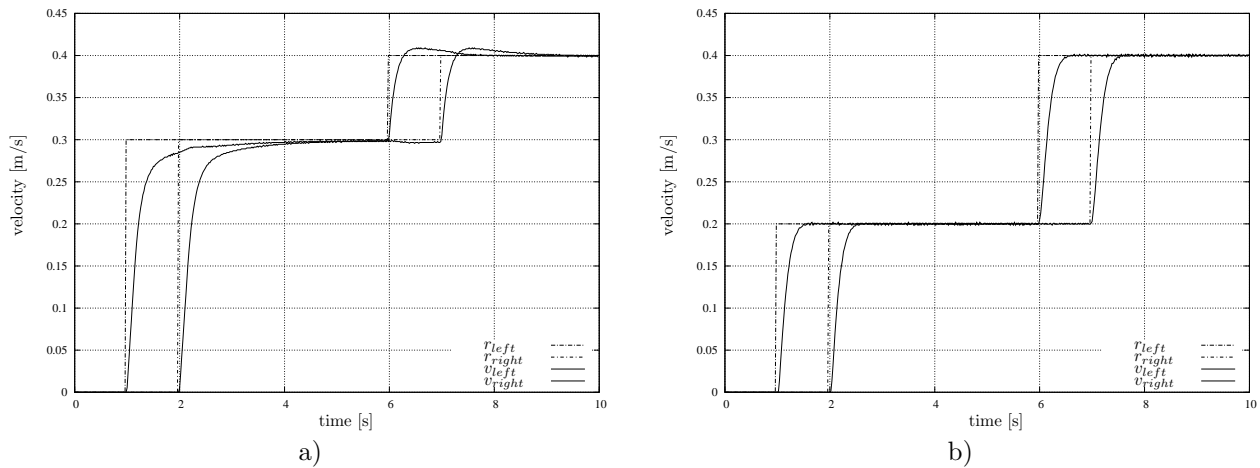 0.45
0.4
0.35
0.3
0.25
0.2
0.15
0.1
0.05
0
velocity [m/s]
0 2 4 6 8 10
time [s]
r_left
r_right
v_left
v_right
a)
0.45
0.4
0.35
0.3
0.25
0.2
0.15
0.1
0.05
0
velocity [m/s]
0 2 4 6 8 10
time [s]
r_left
r_right
v_left
v_right
b)